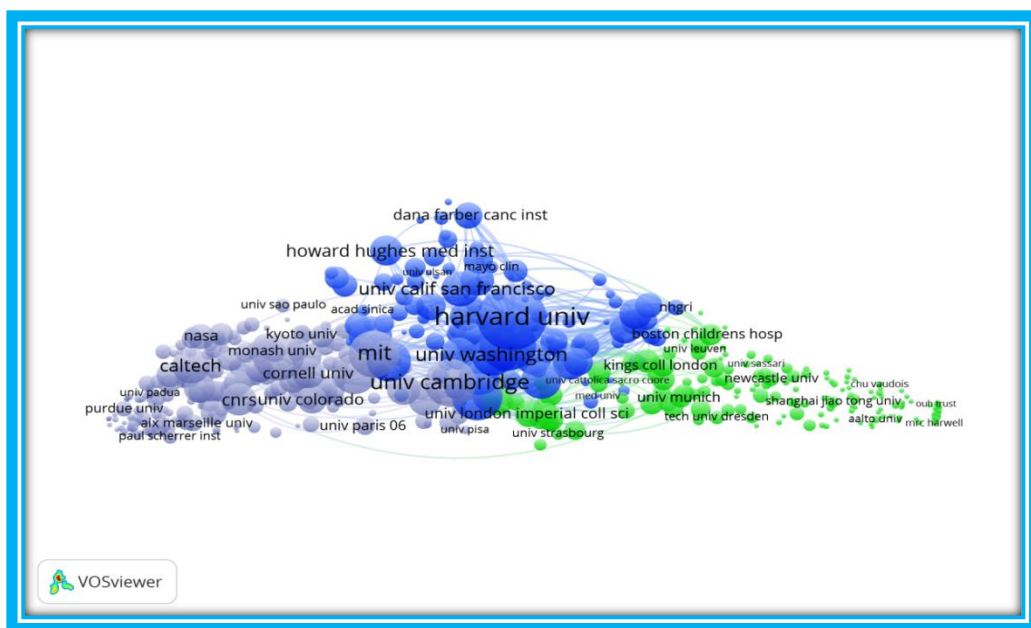 dana farber canc inst
howard hughes med inst
mayo clin
univ ulsan
univ calif san francisco
univ sao paulo
acad sinica
nhgri
harvard univ
nasa
kyoto univ
boston childrens hosp
monash univ
mit
univ washington
univ leuven
caltech
cornell univ
kings coll london
univ sassari
univ cambridge
univ cattolica sacro cuore
newcastle univ
chu vaudois
univ padua
cnrs
univ colorado
med univ
univ munich
shanghai jiao tong univ
oub trust
purdue univ
univ london imperial coll sci
tech univ dresden
aalto univ
mrc harwell
aix marseille univ
univ paris 06
univ pisa
univ strasbourg
paul scherrer inst
VOSviewer